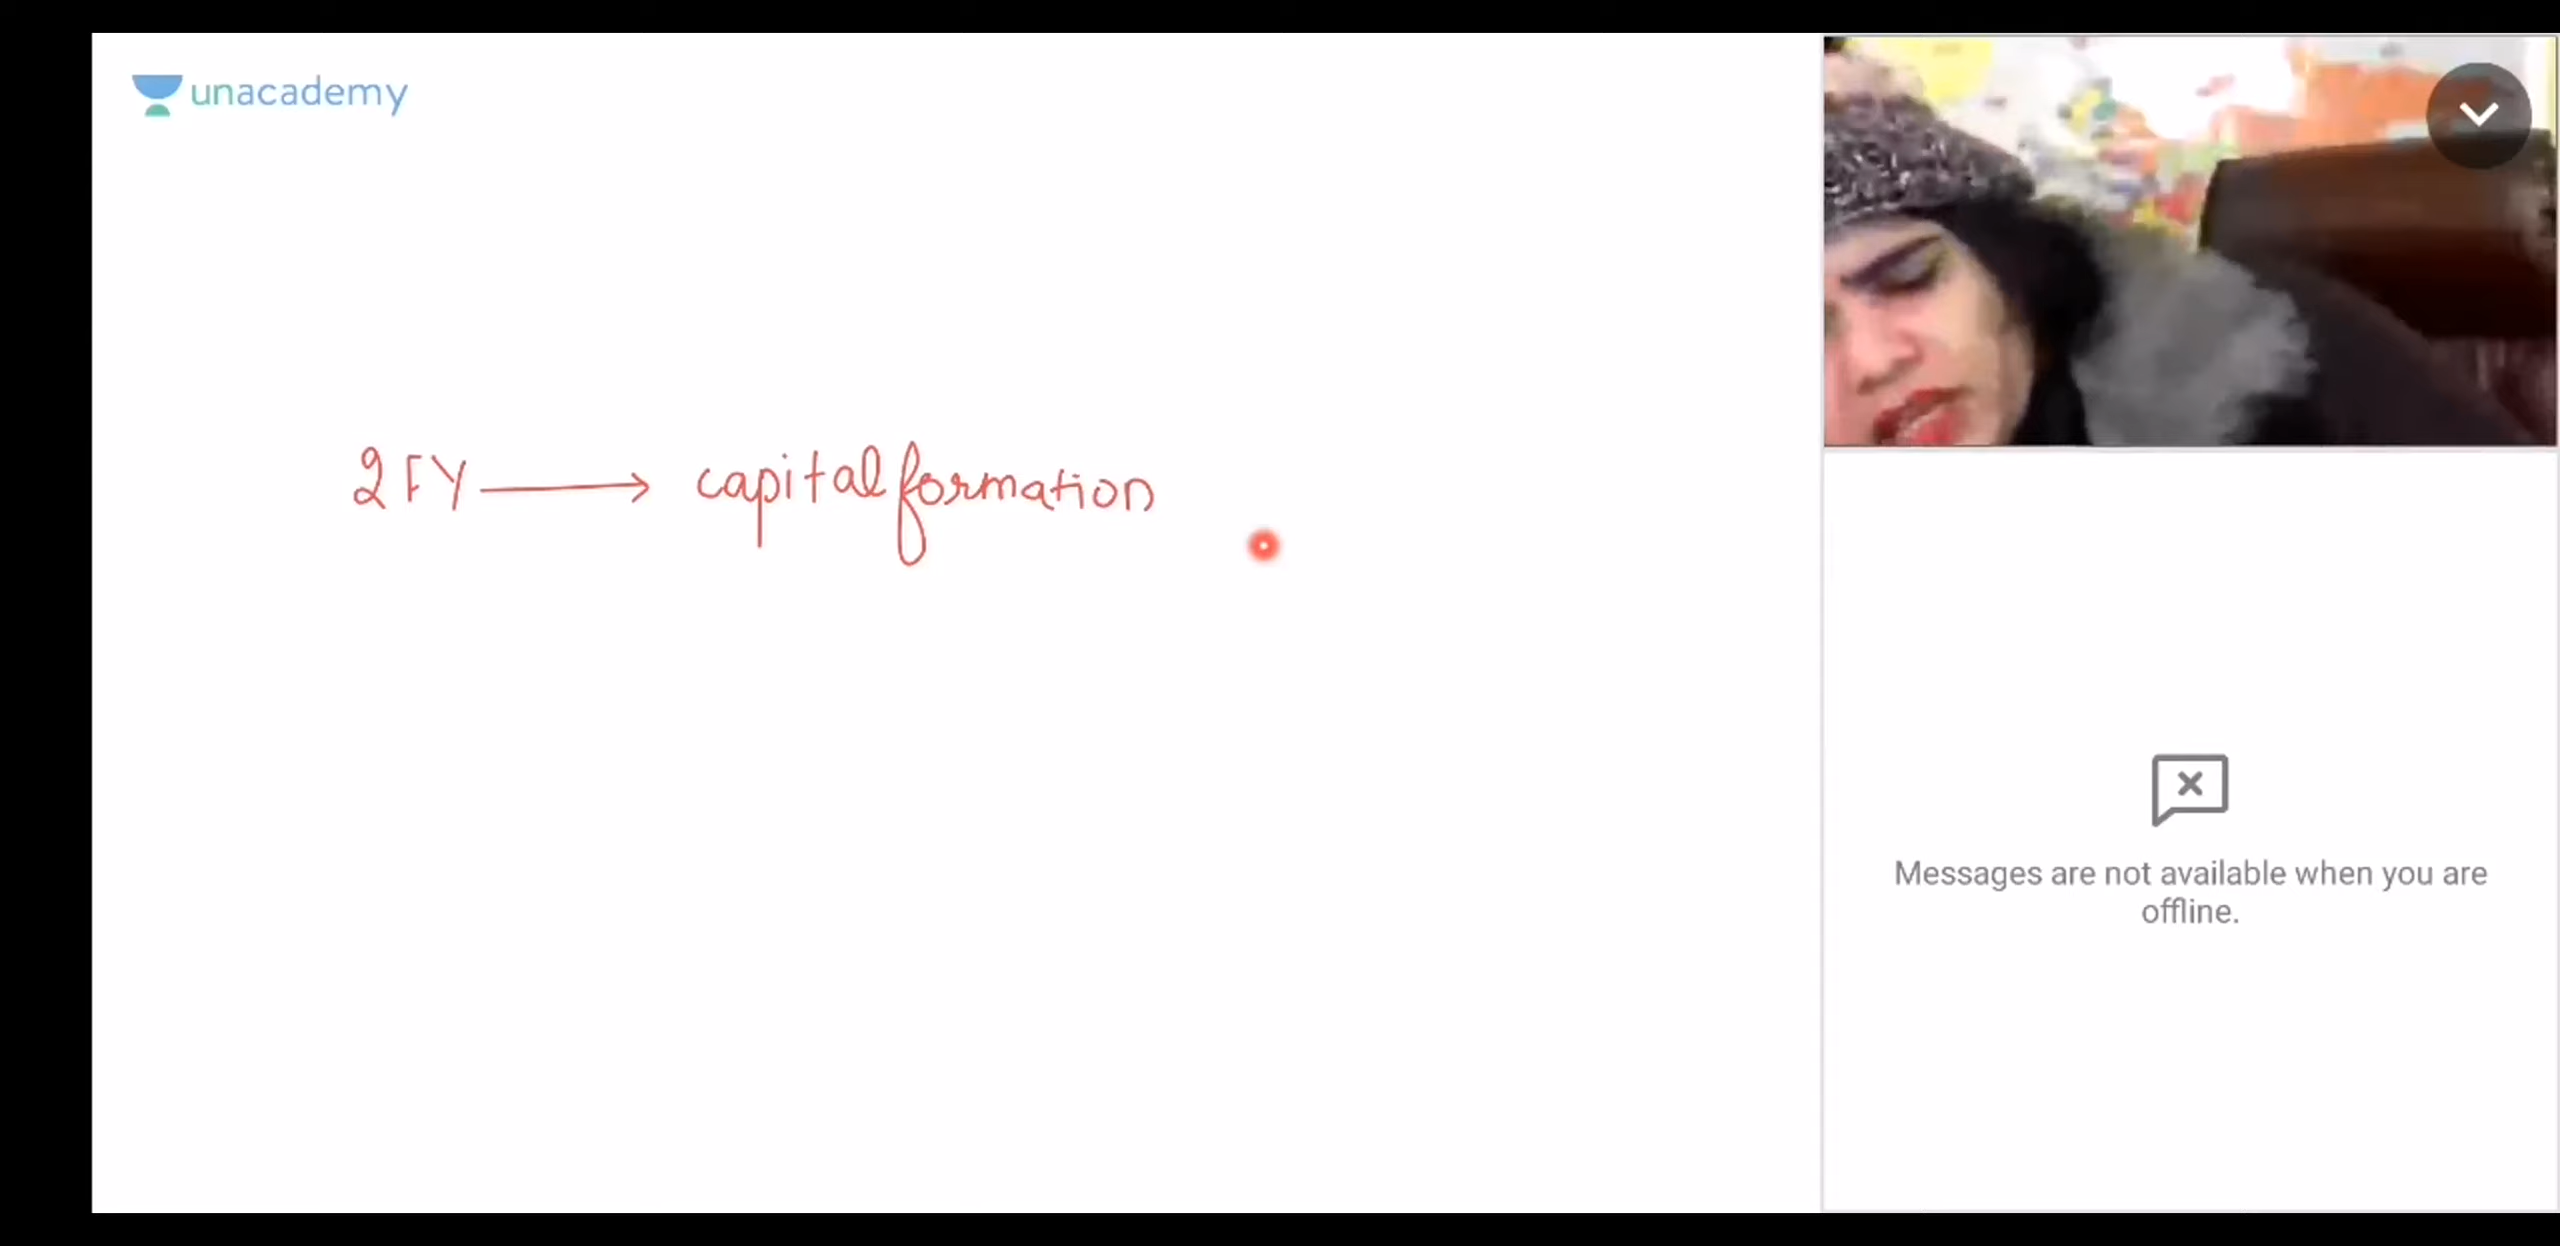 unacademy
2FY → capital formation
Messages are not available when you are
offline.